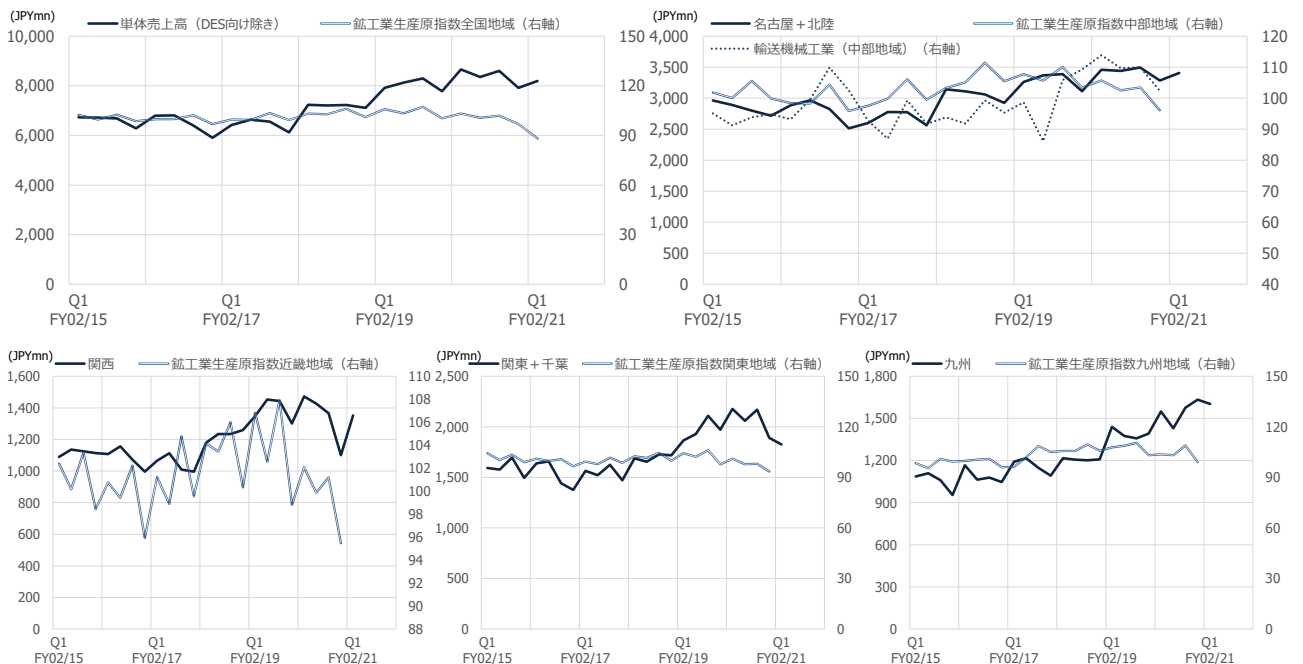 (JPYmn)
単体売上高（DES向け除き）
鉱工業生産原指数全国地域（右軸）
10,000
8,000
6,000
4,000
2,000
0
150
120
90
60
30
0
Q1
FY02/15
Q1
FY02/17
Q1
FY02/19
Q1
FY02/21
(JPYmn)
名古屋＋北陸
鉱工業生産原指数中部地域（右軸）
輸送機械工業（中部地域）（右軸）
4,000
3,500
3,000
2,500
2,000
1,500
1,000
500
0
120
110
100
90
80
70
60
50
40
Q1
FY02/15
Q1
FY02/17
Q1
FY02/19
Q1
FY02/21
(JPYmn)
関西
鉱工業生産原指数近畿地域（右軸）
1,600
1,400
1,200
1,000
800
600
400
200
0
110
108
106
104
102
100
98
96
94
92
90
88
Q1
FY02/15
Q1
FY02/17
Q1
FY02/19
Q1
FY02/21
(JPYmn)
関東＋千葉
鉱工業生産原指数関東地域（右軸）
2,500
2,000
1,500
1,000
500
0
150
120
90
60
30
0
Q1
FY02/15
Q1
FY02/17
Q1
FY02/19
Q1
FY02/21
(JPYmn)
九州
鉱工業生産原指数九州地域（右軸）
1,800
1,500
1,200
900
600
300
0
150
120
90
60
30
0
Q1
FY02/15
Q1
FY02/17
Q1
FY02/19
Q1
FY02/21